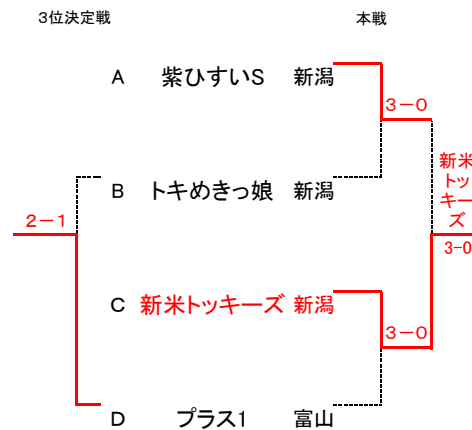 3位決定戦 本戦
A 紫ひすいS 新潟
3－0
B トキめきっ娘 新潟
新米
トッ
キー
ズ
2－1
3-0
C 新米トッキーズ 新潟
3－0
D プラス1 富山